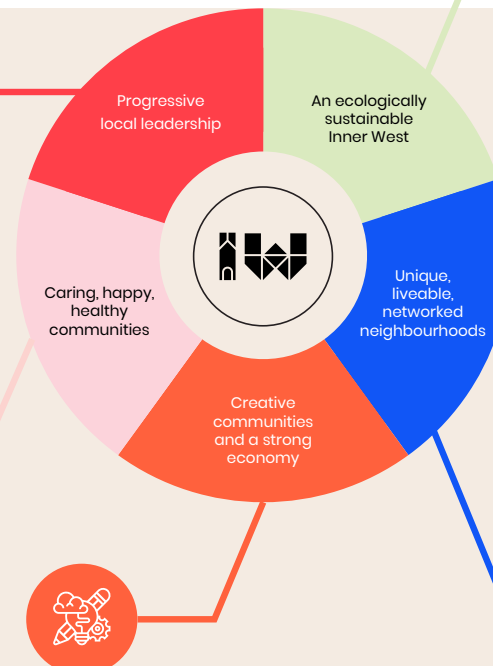 Progressive
local leadership
An ecologically
sustainable
Inner West
IW
Unique,
liveable,
networked
neighbourhoods
Caring, happy,
healthy
communities
Creative
communities
and a strong
economy